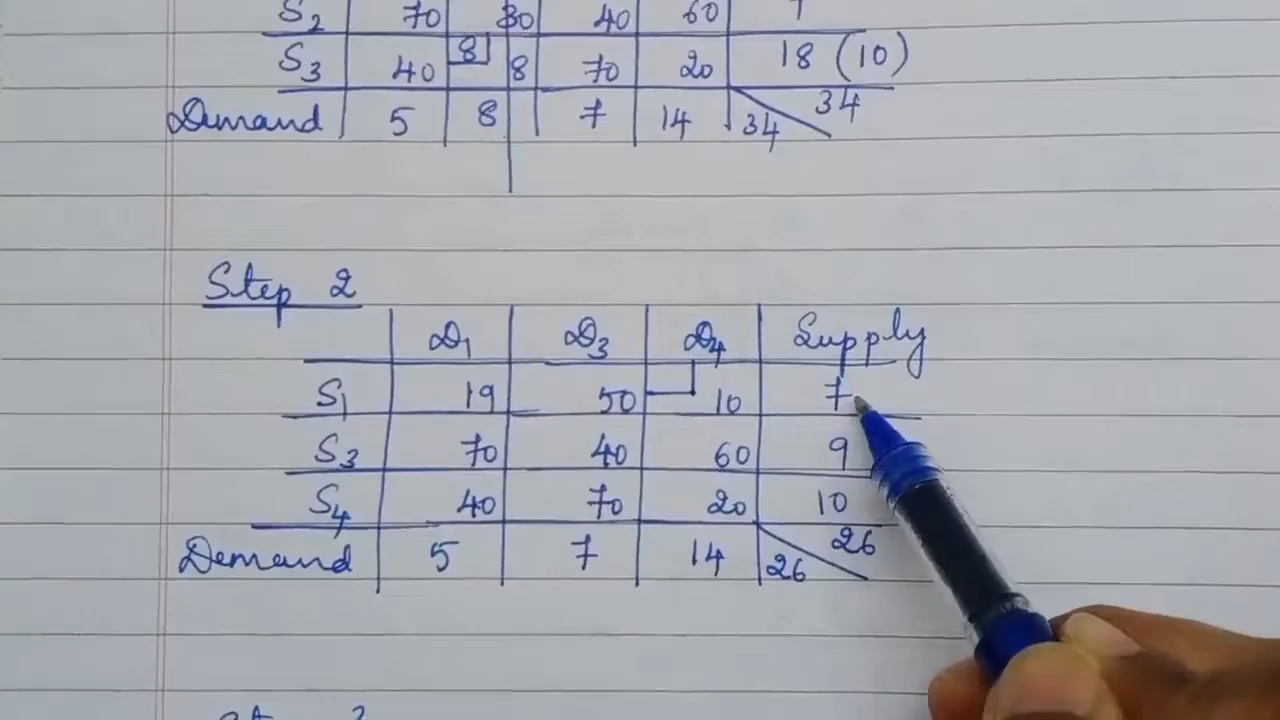 S2 70 30 40 60
S3 40 8 8 70 20 18 (10)
Demand 5 8 7 14 34 34
Step 2
D1 D3 D4 Supply
S1 19 50 10 7
S3 70 40 60 9
S4 40 70 20 10
Demand 5 7 14 26 26